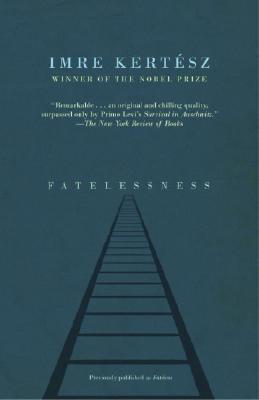 IMRE KERTÉSZ
WINNER OF THE NOBEL PRIZE
“Remarkable . . . an original and chilling quality,
surpassed only by Primo Levi’s Survival in Auschwitz.”
—The New York Review of Books
FATELESSNESS
Previously published as Fateless